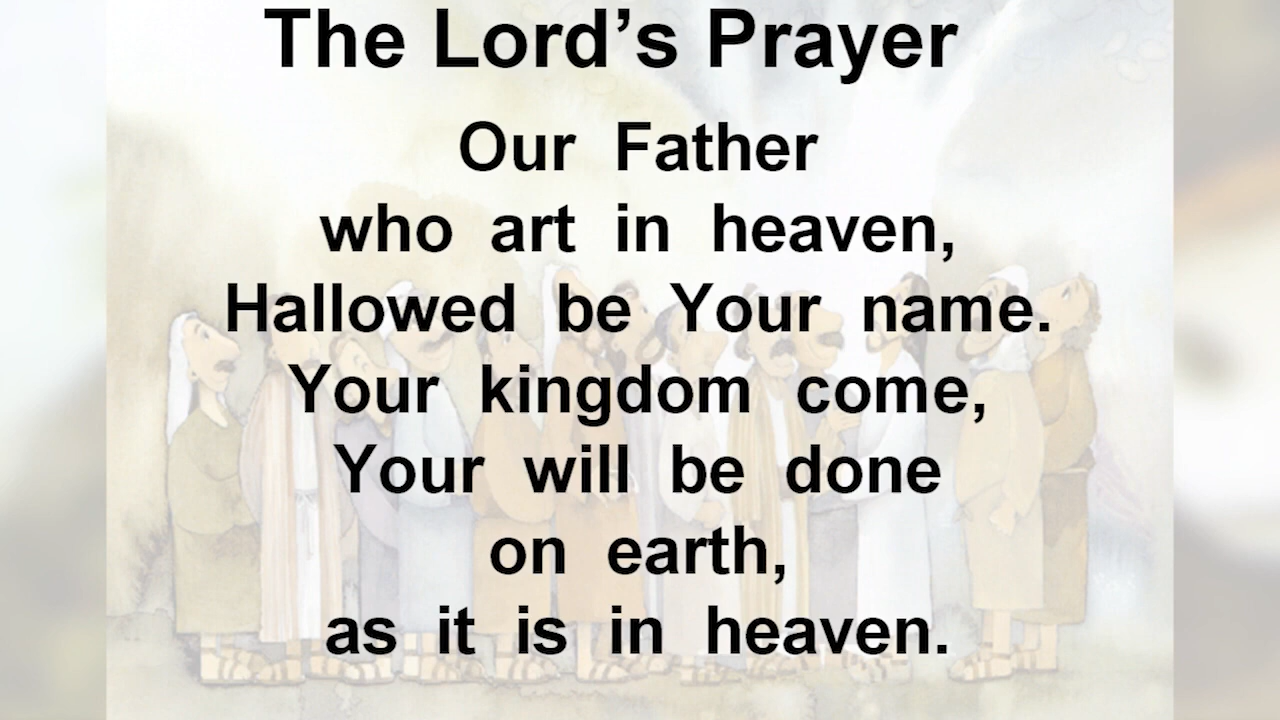 The Lord’s Prayer
Our Father
who art in heaven,
Hallowed be Your name.
Your kingdom come,
Your will be done
on earth,
as it is in heaven.